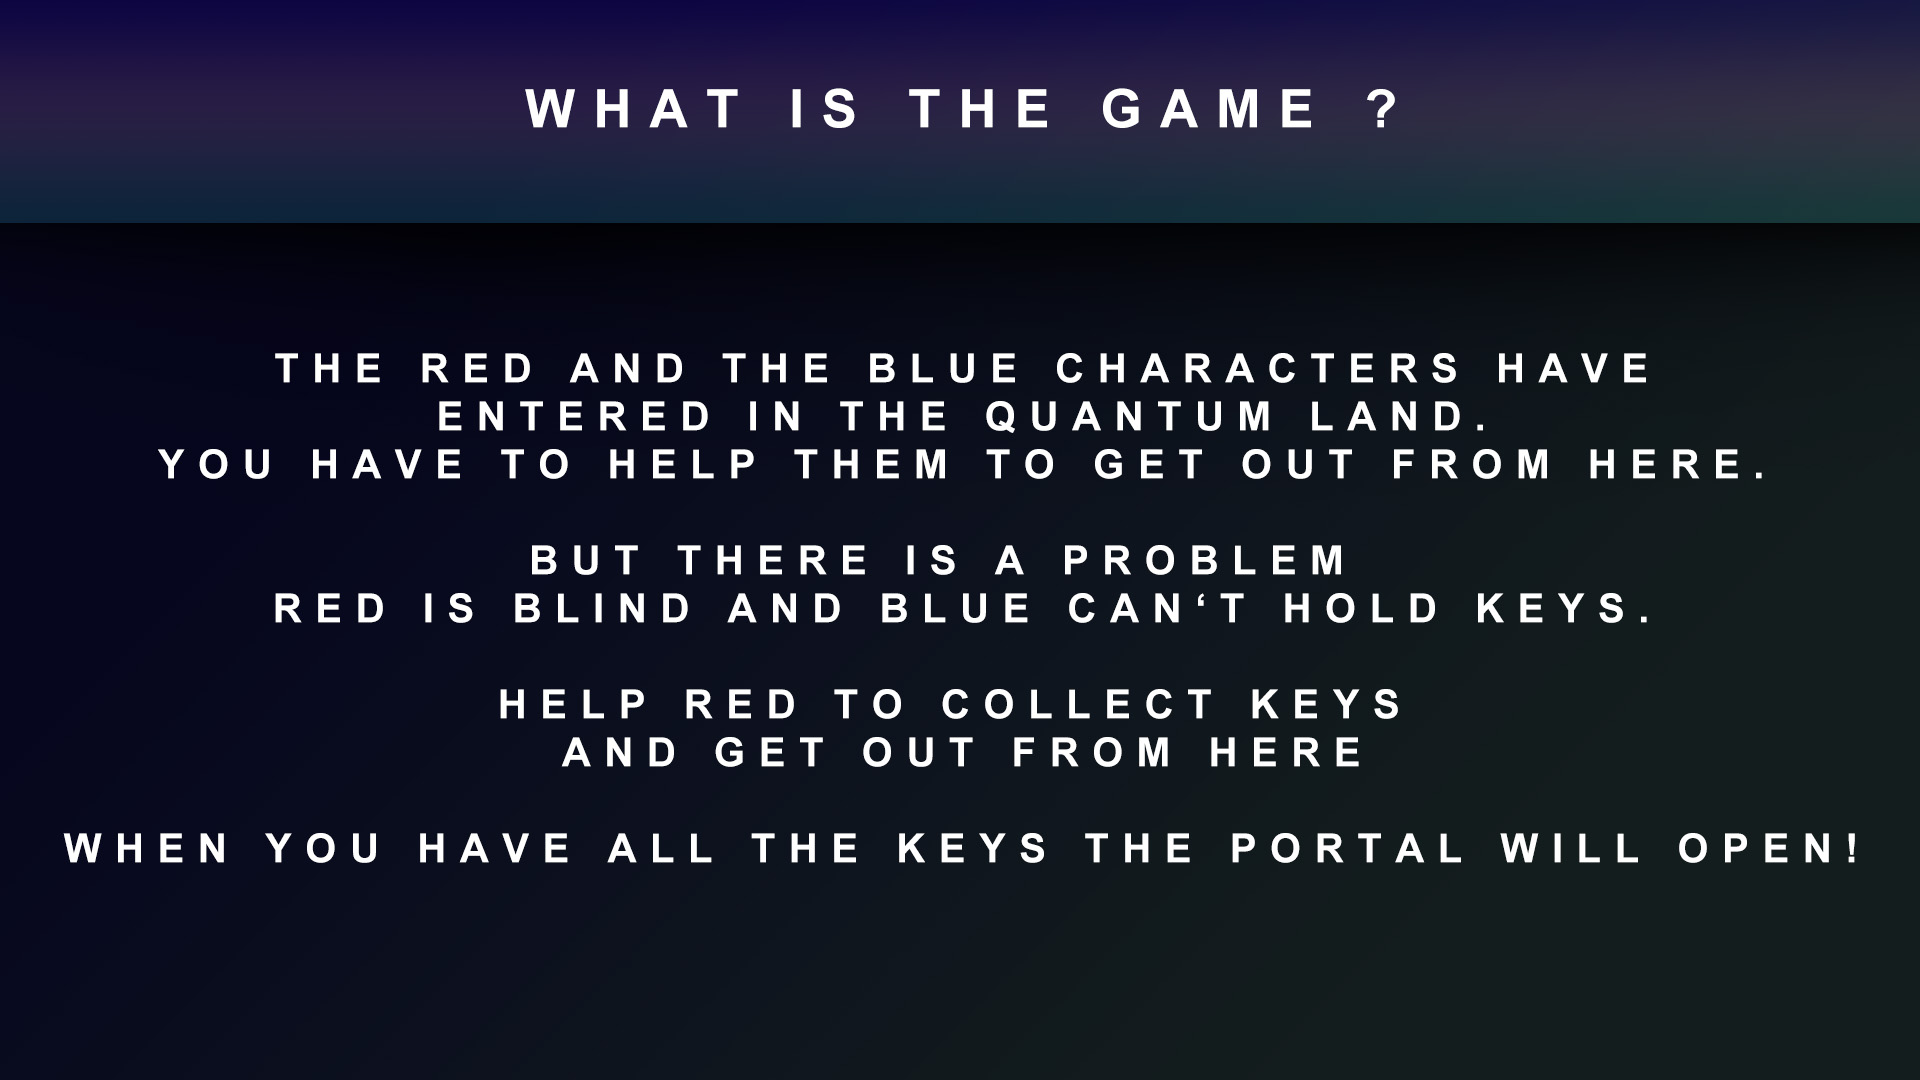 WHAT IS THE GAME ?
THE RED AND THE BLUE CHARACTERS HAVE
ENTERED IN THE QUANTUM LAND.
YOU HAVE TO HELP THEM TO GET OUT FROM HERE.
BUT THERE IS A PROBLEM
RED IS BLIND AND BLUE CAN‘T HOLD KEYS.
HELP RED TO COLLECT KEYS
AND GET OUT FROM HERE
WHEN YOU HAVE ALL THE KEYS THE PORTAL WILL OPEN!